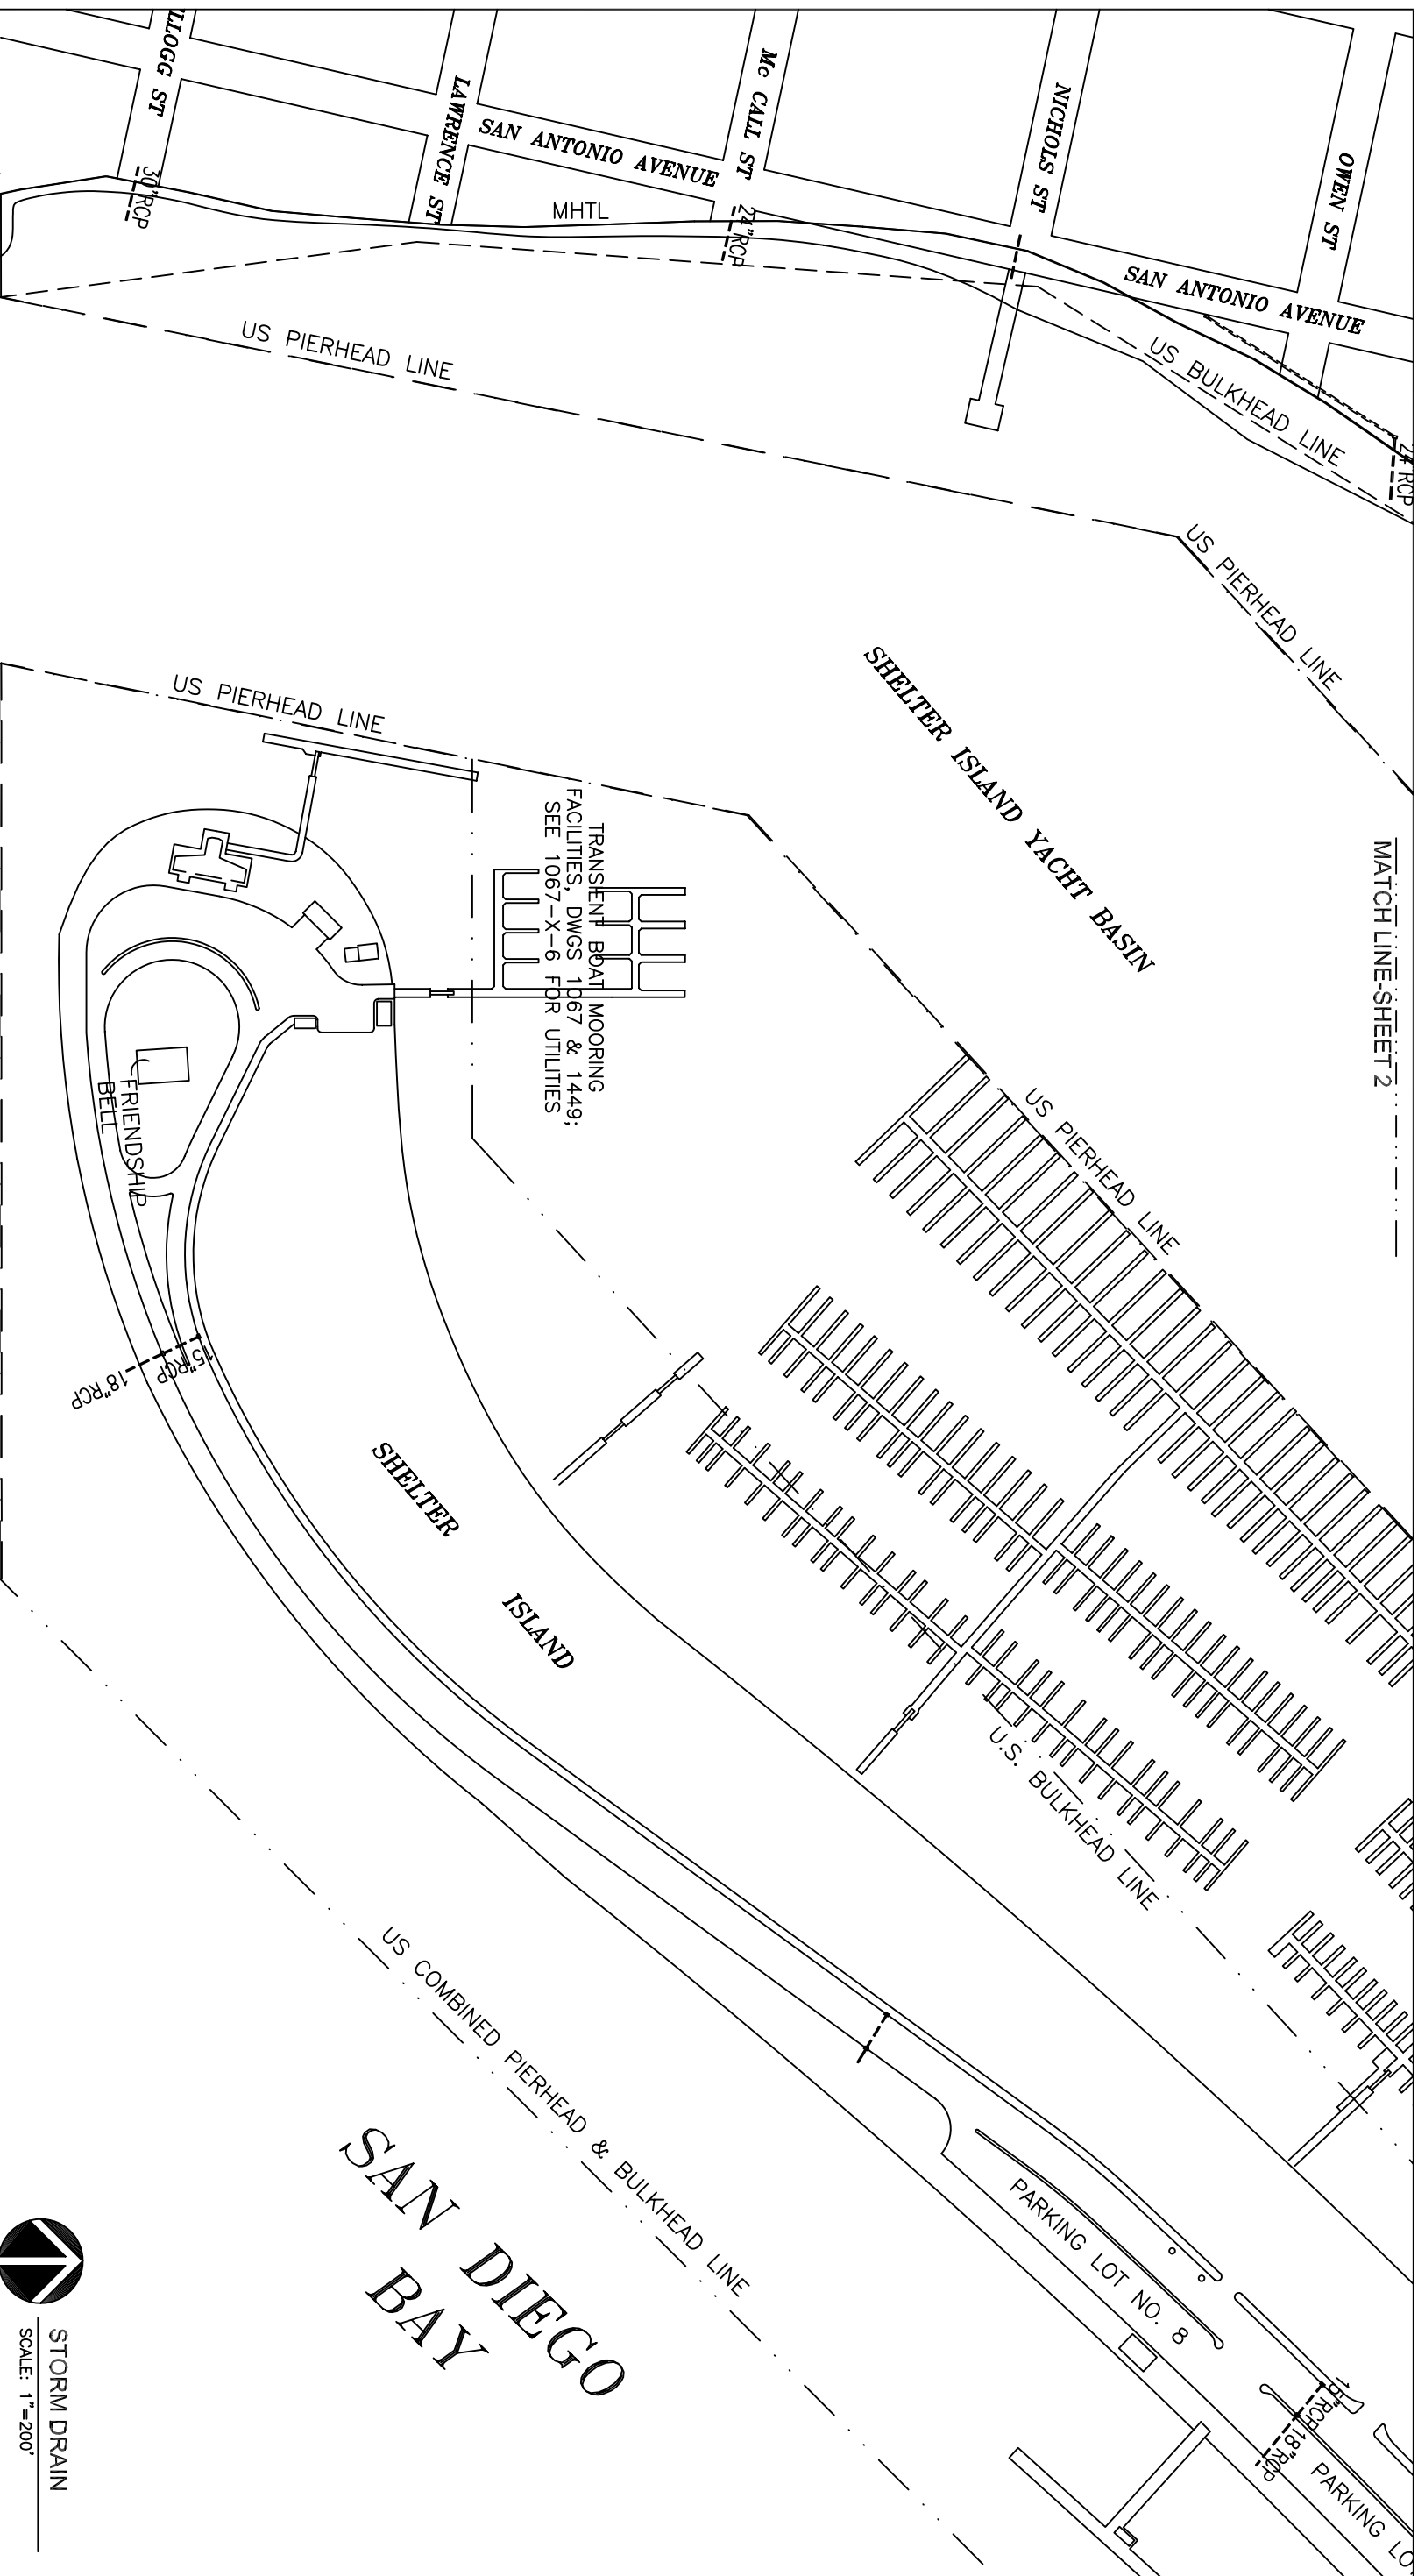 LLOGG ST
LAWRENCE ST
Mc CALL ST
NICHOLS ST
OWEN ST
SAN ANTONIO AVENUE
SAN ANTONIO AVENUE
30"RCP
MHTL
24"RCP
24" RCP
US BULKHEAD LINE
US PIERHEAD LINE
US PIERHEAD LINE
US PIERHEAD LINE
SHELTER ISLAND YACHT BASIN
MATCH LINE-SHEET 2
TRANSIENT BOAT MOORING
FACILITIES, DWGS 1067 & 1449;
SEE 1067-X-6 FOR UTILITIES
US PIERHEAD LINE
FRIENDSHIP
BELL
15"RCP
18"RCP
SHELTER
ISLAND
U.S. BULKHEAD LINE
US COMBINED PIERHEAD & BULKHEAD LINE
SAN DIEGO
BAY
PARKING LOT NO. 8
18"RCP
PARKING LO
STORM DRAIN
SCALE: 1"=200'